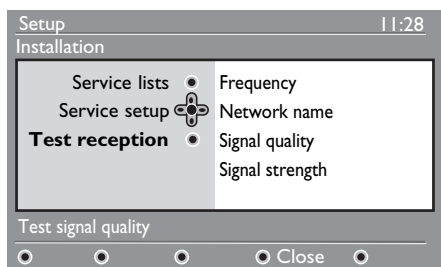 Setup 11:28
Installation
Service lists Frequency
Service setup Network name
Test reception Signal quality
Signal strength
Test signal quality
Close